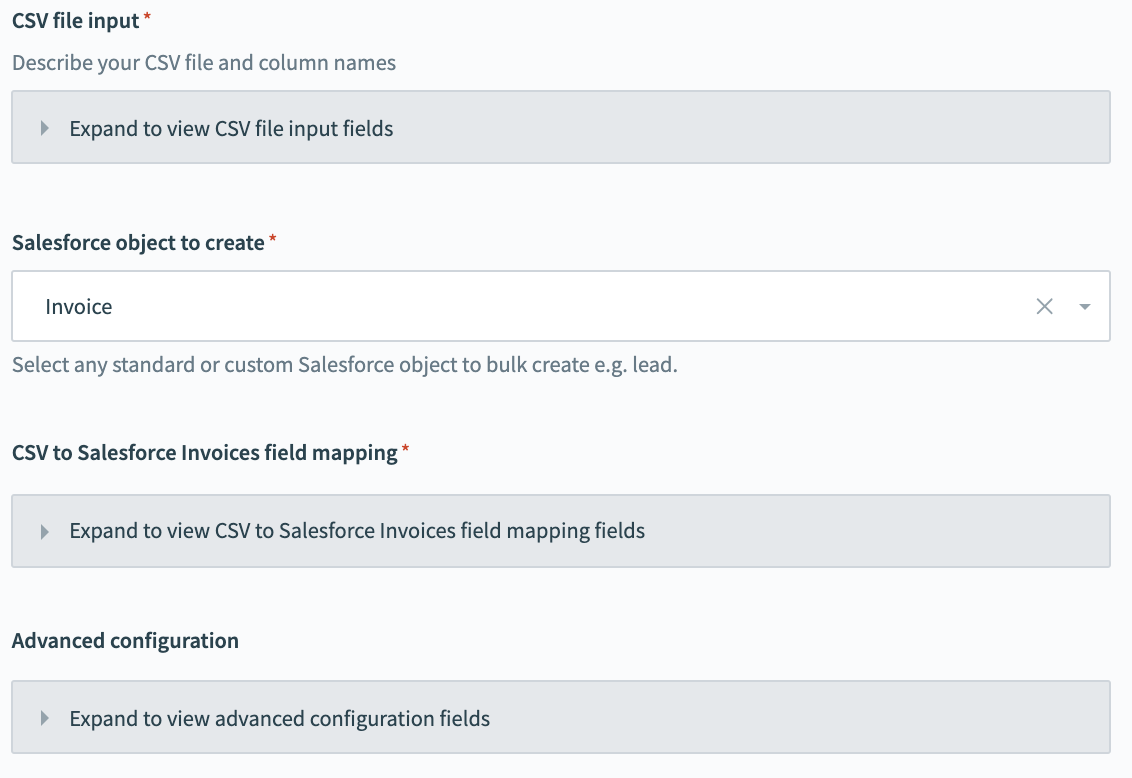 CSV file input *
Describe your CSV file and column names
Expand to view CSV file input fields
Salesforce object to create *
Invoice
Select any standard or custom Salesforce object to bulk create e.g. lead.
CSV to Salesforce Invoices field mapping *
Expand to view CSV to Salesforce Invoices field mapping fields
Advanced configuration
Expand to view advanced configuration fields